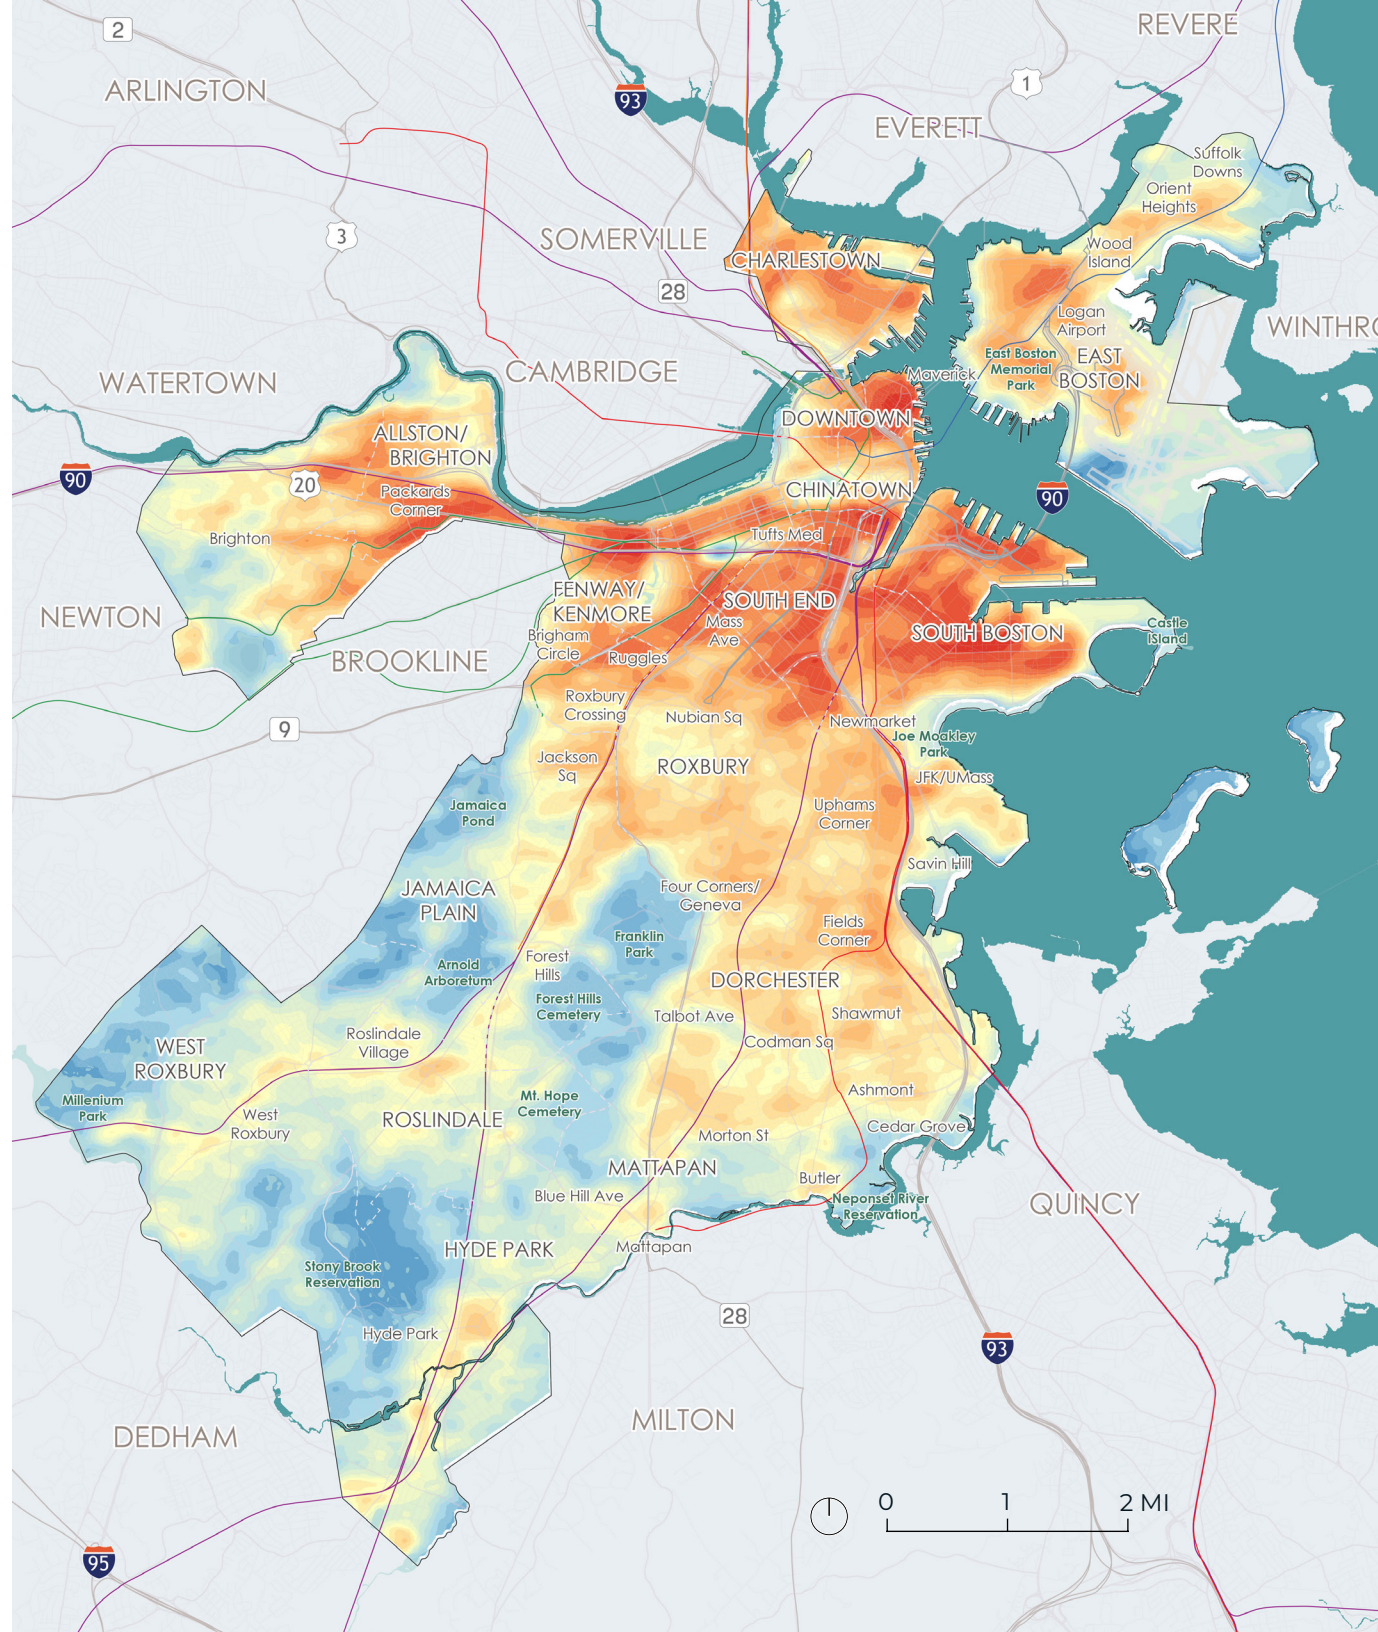 REVERE
2
1
ARLINGTON
93
EVERETT
Suffolk
Downs
Orient
Heights
3
SOMERVILLE
Wood
Island
CHARLESTOWN
28
Logan
Airport
WINTHRO
East Boston
Memorial
Park
EAST
BOSTON
CAMBRIDGE
Maverick
WATERTOWN
DOWNTOWN
ALLSTON/
BRIGHTON
90
20
Packards
Corner
CHINATOWN
90
Brighton
Tufts Med
NEWTON
FENWAY/
KENMORE
SOUTH END
Mass
Ave
SOUTH BOSTON
Castle
Island
Brigham
Circle
Ruggles
BROOKLINE
Roxbury
Crossing
Nubian Sq
Newmarket
9
Joe Moakley
Park
Jackson
Sq
ROXBURY
JFK/UMass
Jamaica
Pond
Uphams
Corner
Savin Hill
JAMAICA
PLAIN
Four Corners/
Geneva
Franklin
Park
Fields
Corner
Arnold
Arboretum
Forest
Hills
DORCHESTER
Forest Hills
Cemetery
Talbot Ave
Shawmut
Roslindale
Village
Codman Sq
WEST
ROXBURY
Ashmont
Millenium
Park
Mt. Hope
Cemetery
West
Roxbury
ROSLINDALE
Cedar Grove
Morton St
MATTAPAN
Butler
Blue Hill Ave
Neponset River
Reservation
QUINCY
HYDE PARK
Mattapan
Stony Brook
Reservation
28
Hyde Park
93
DEDHAM
MILTON
0 1 2 MI
95